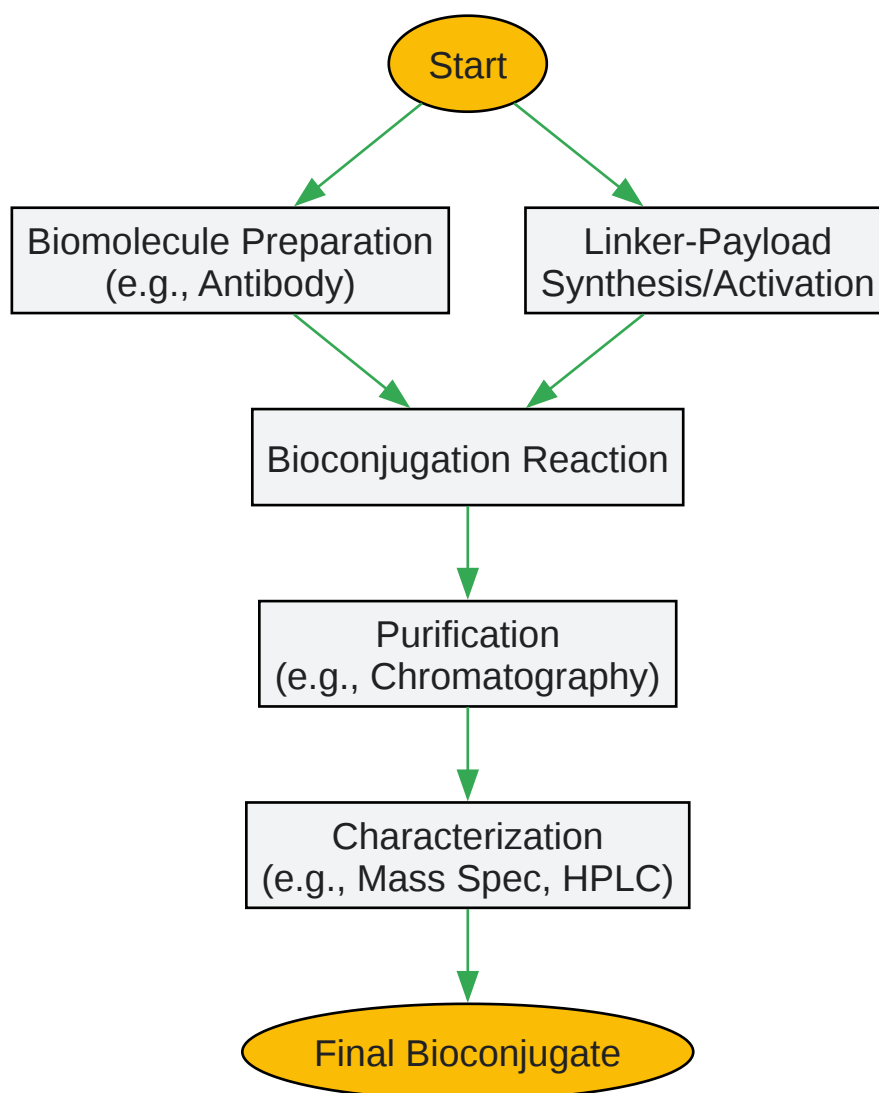 Start
Biomolecule Preparation
(e.g., Antibody)
Linker-Payload
Synthesis/Activation
Bioconjugation Reaction
Purification
(e.g., Chromatography)
Characterization
(e.g., Mass Spec, HPLC)
Final Bioconjugate